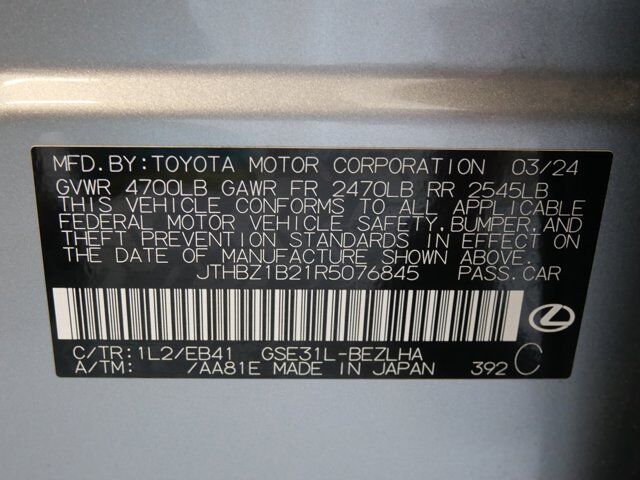 MFD.BY:TOYOTA MOTOR CORPORATION 03/24
GVWR 4700LB GAWR FR 2470LB RR 2545LB
THIS VEHICLE CONFORMS TO ALL APPLICABLE
FEDERAL MOTOR VEHICLE SAFETY,BUMPER,AND
THEFT PREVENTION STANDARDS IN EFFECT ON
THE DATE OF MANUFACTURE SHOWN ABOVE.
JTHBZ1B21R5076845 PASS.CAR
C/TR:1L2/EB41 GSE31L-BEZLHA
A/TM: /AA81E MADE IN JAPAN 392 C